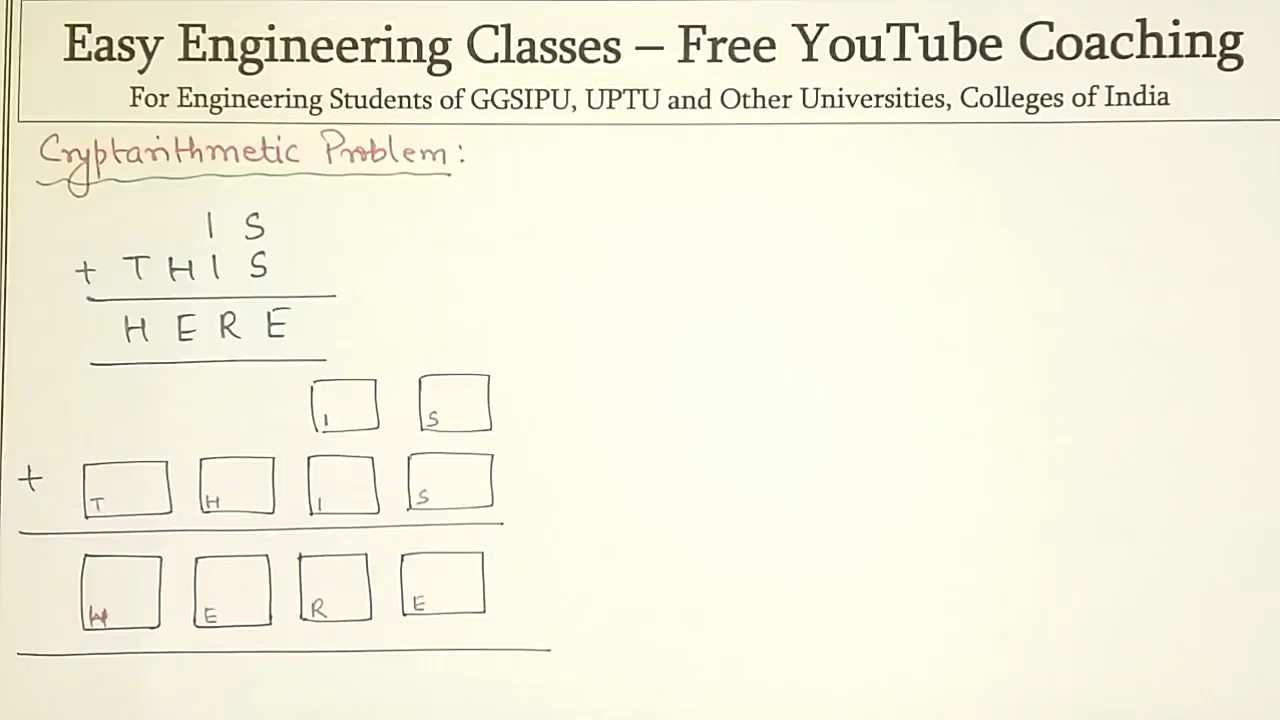 Easy Engineering Classes – Free YouTube Coaching
For Engineering Students of GGSIPU, UPTU and Other Universities, Colleges of India
Cryptarithmetic Problem:
I S
+ T H I S
H E R E
I S
+ T H I S
H E R E